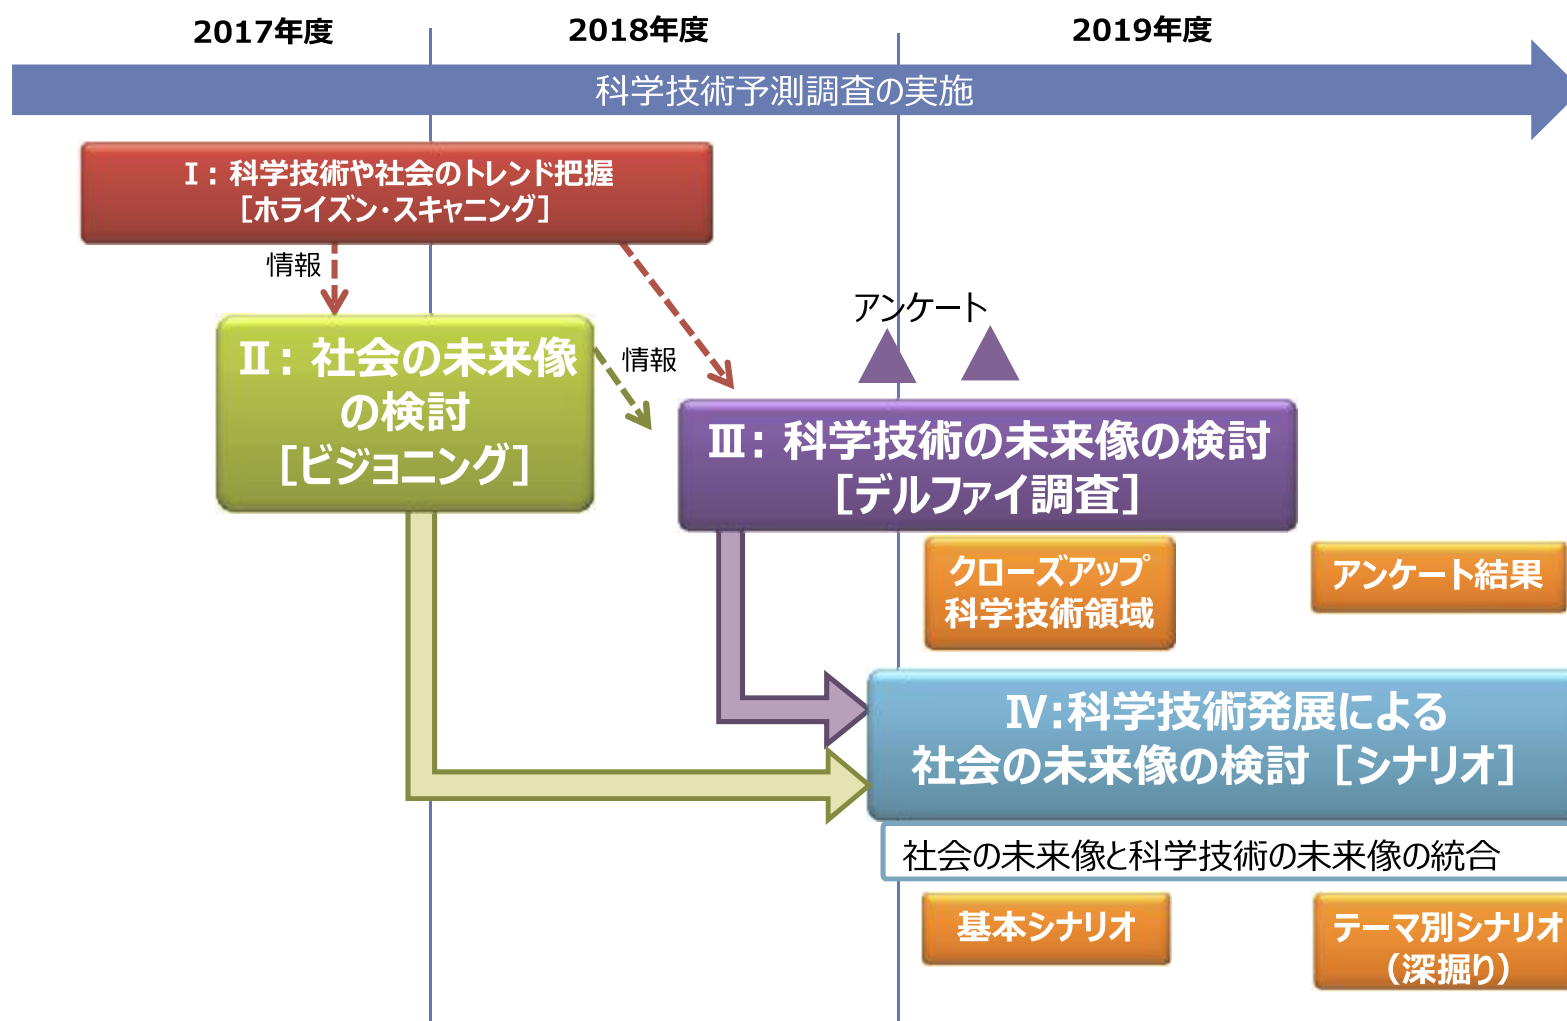 2017年度
2018年度
2019年度
科学技術予測調査の実施
Ⅰ：科学技術や社会のトレンド把握
［ホライズン・スキャニング］
情報
アンケート
Ⅱ：社会の未来像
の検討
［ビジョニング］
情報
Ⅲ：科学技術の未来像の検討
［デルファイ調査］
クローズアップ
科学技術領域
アンケート結果
Ⅳ：科学技術発展による
社会の未来像の検討［シナリオ］
社会の未来像と科学技術の未来像の統合
基本シナリオ
テーマ別シナリオ
（深掘り）